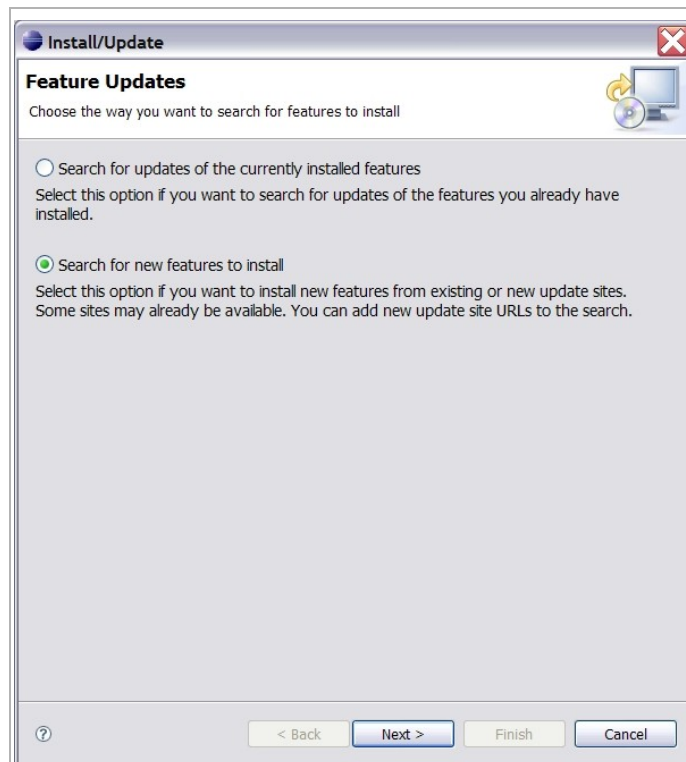 Install/Update
Feature Updates
Choose the way you want to search for features to install
Search for updates of the currently installed features
Select this option if you want to search for updates of the features you already have
installed.
Search for new features to install
Select this option if you want to install new features from existing or new update sites.
Some sites may already be available. You can add new update site URLs to the search.
?
< Back
Next >
Finish
Cancel